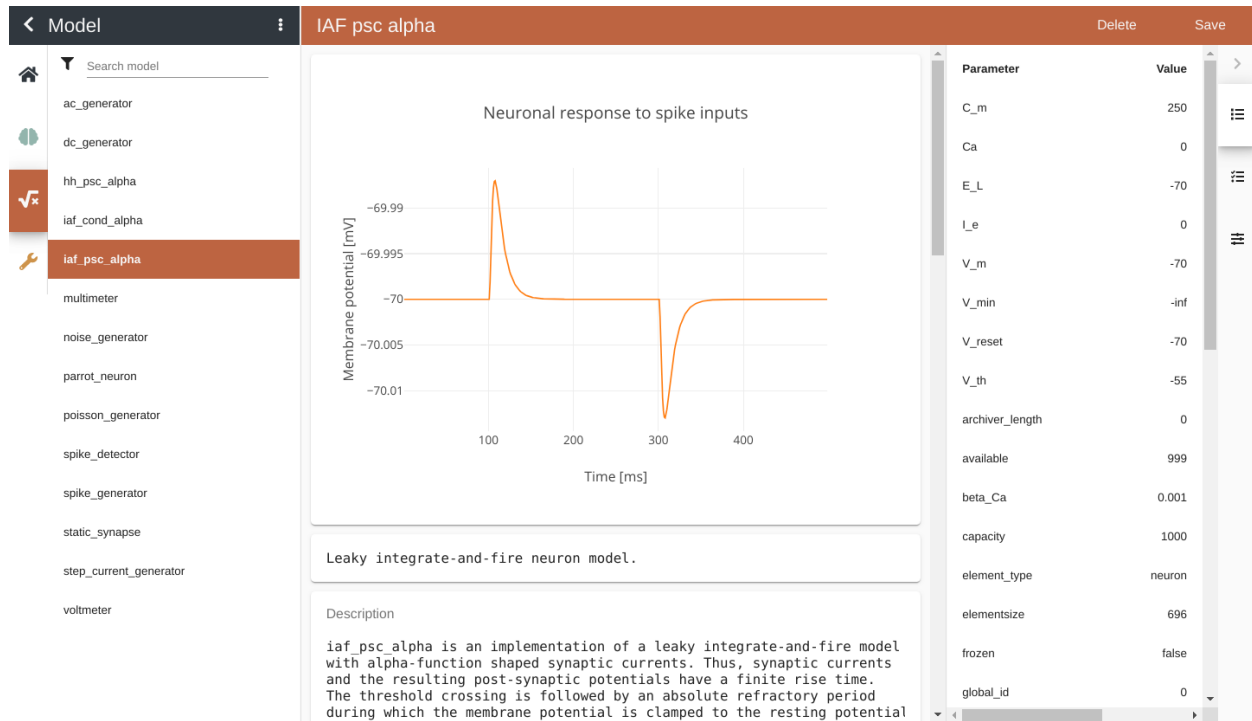 Model
IAF psc alpha
Delete
Save
Search model
ac_generator
dc_generator
hh_psc_alpha
iaf_cond_alpha
iaf_psc_alpha
multimeter
noise_generator
parrot_neuron
poisson_generator
spike_detector
spike_generator
static_synapse
step_current_generator
voltmeter
Neuronal response to spike inputs
Membrane potential [mV]
−69.99
−69.995
−70
−70.005
−70.01
100 200 300 400
Time [ms]
Leaky integrate-and-fire neuron model.
Description
iaf_psc_alpha is an implementation of a leaky integrate-and-fire model
with alpha-function shaped synaptic currents. Thus, synaptic currents
and the resulting post-synaptic potentials have a finite rise time.
The threshold crossing is followed by an absolute refractory period
during which the membrane potential is clamped to the resting potential
Parameter Value
C_m 250
Ca 0
E_L -70
I_e 0
V_m -70
V_min -inf
V_reset -70
V_th -55
archiver_length 0
available 999
beta_Ca 0.001
capacity 1000
element_type neuron
elementsize 696
frozen false
global_id 0